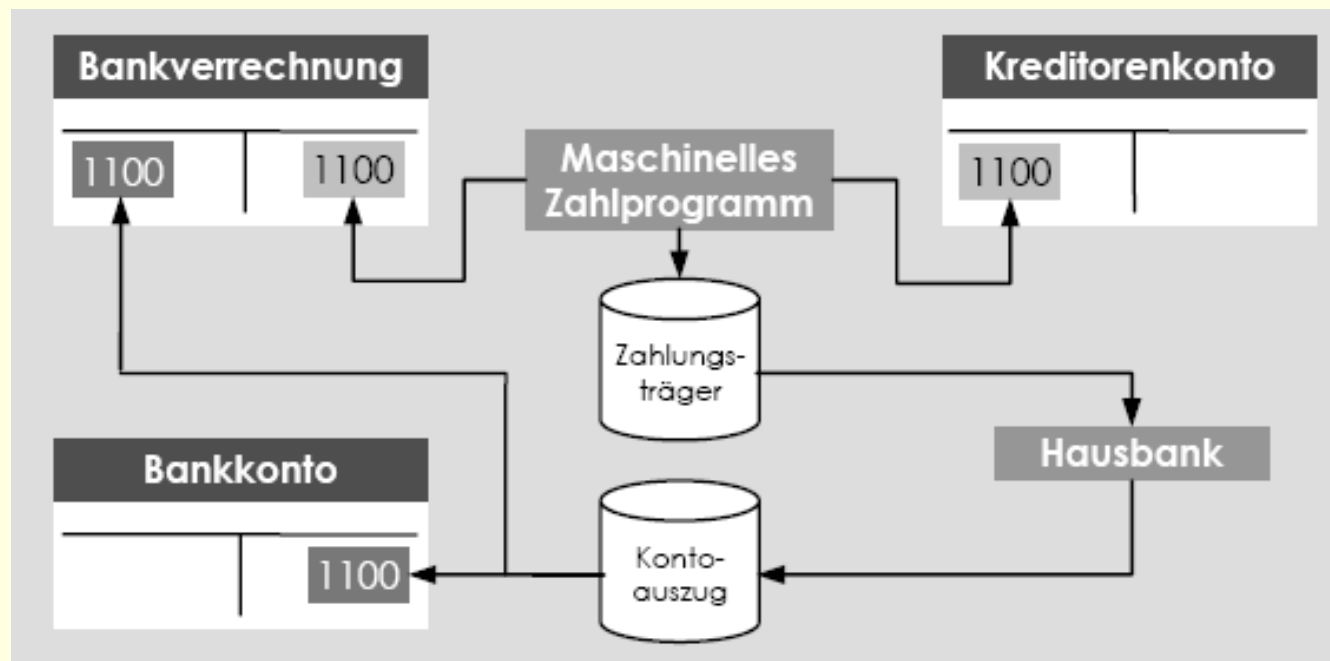 Bankverrechnung
Kreditorenkonto
1100
1100
Maschinelles
Zahlprogramm
1100
Zahlungs-
träger
Hausbank
Bankkonto
1100
Konto-
auszug